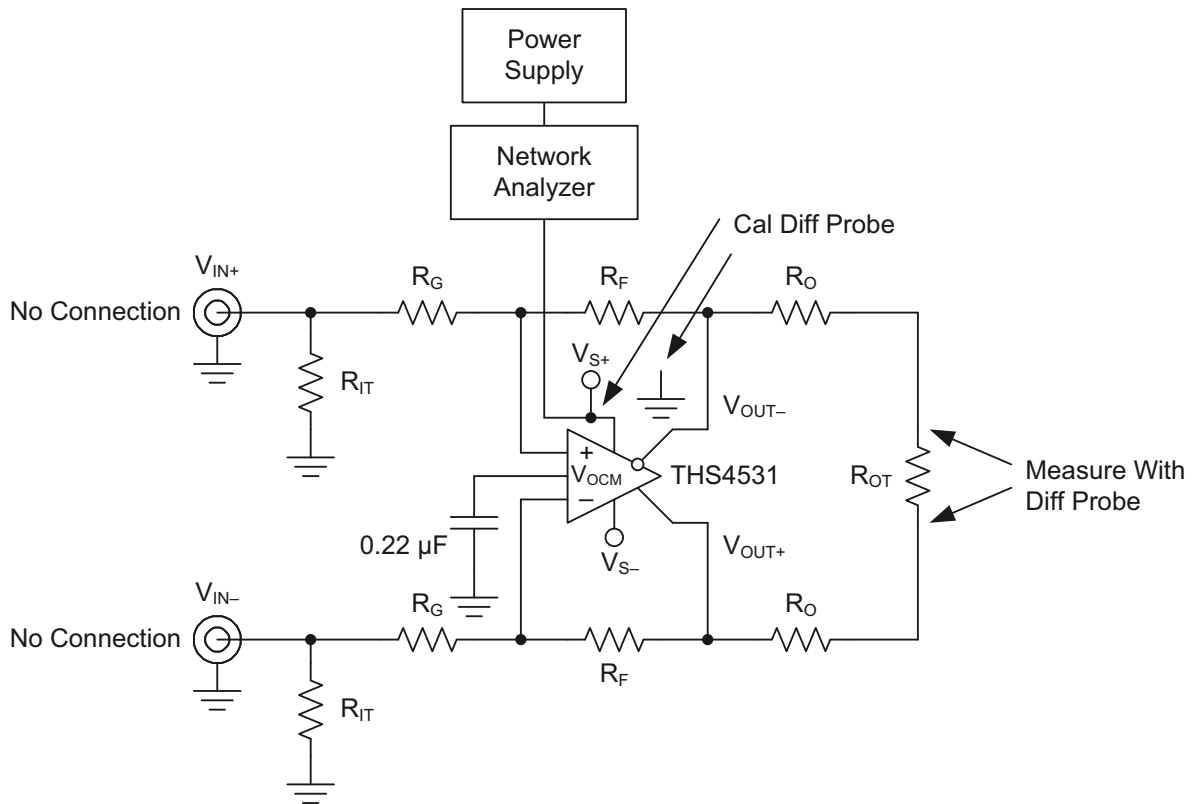 Power
Supply
Network
Analyzer
Cal Diff Probe
V_IN+
R_G
R_F
R_O
No Connection
V_S+
R_IT
V_OUT–
+
V_OCM
THS4531
R_OT
Measure With
Diff Probe
–
0.22 µF
V_S–
V_OUT+
V_IN–
R_G
R_O
No Connection
R_F
R_IT